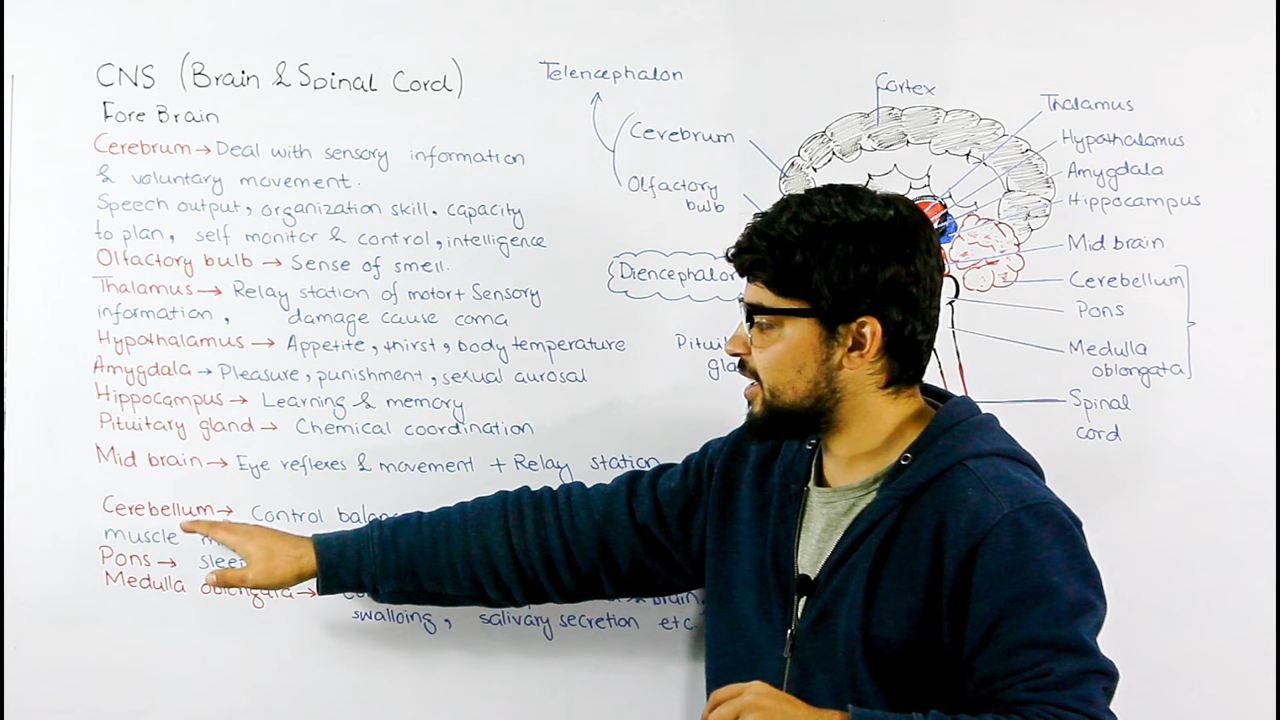 CNS (Brain & Spinal Cord)
Fore Brain
Cerebrum → Deal with sensory information
& voluntary movement.
Speech output, organization skill, capacity
to plan, self monitor & control, intelligence
Olfactory bulb → Sense of smell.
Thalamus → Relay station of motor + Sensory
information, damage cause coma
Hypothalamus → Appetite, thirst, body temperature
Amygdala → Pleasure, punishment, sexual aurosal
Hippocampus → Learning & memory
Pituitary gland → Chemical coordination
Mid brain → Eye reflexes & movement + Relay station
Cerebellum → Control
muscle
Pons →
Medulla oblongata →
brain.
swalloing, salivary secretion etc.
Telencephalon
Cerebrum
Olfactory
bulb
Diencephalon
Cortex
Thalamus
Hypothalamus
Amygdala
Hippocampus
Mid brain
Cerebellum
Pons
Medulla
oblongata
Spinal
cord